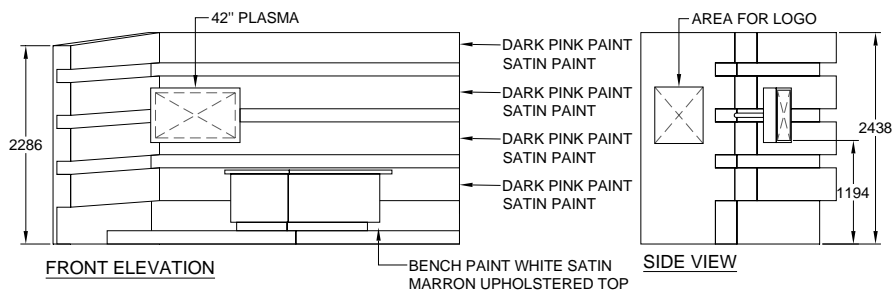 42" PLASMA
AREA FOR LOGO
DARK PINK PAINT
SATIN PAINT
DARK PINK PAINT
SATIN PAINT
DARK PINK PAINT
SATIN PAINT
DARK PINK PAINT
SATIN PAINT
2286
2438
1194
FRONT ELEVATION
BENCH PAINT WHITE SATIN
MARRON UPHOLSTERED TOP
SIDE VIEW